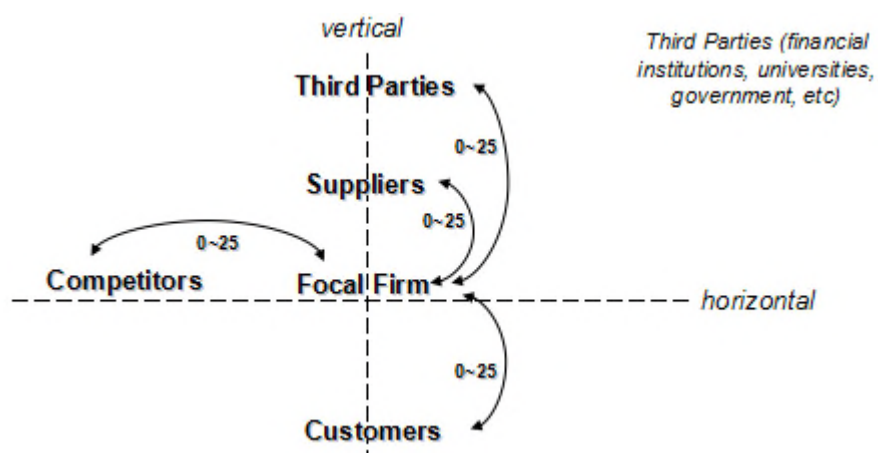 vertical
Third Parties (financial
institutions, universities,
government, etc)
Third Parties
0~25
Suppliers
0~25
0~25
Competitors
Focal Firm
horizontal
0~25
Customers